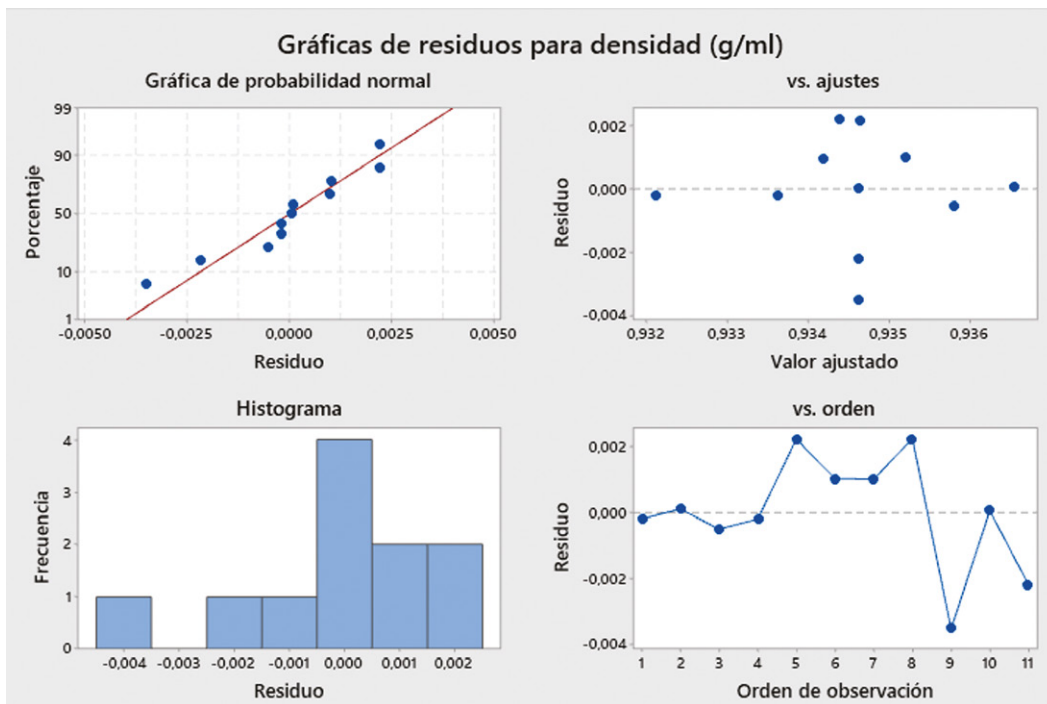 Gráficas de residuos para densidad (g/ml)
Gráfica de probabilidad normal
99
90
50
10
1
Porcentaje
-0,0050 -0,0025 0,0000 0,0025 0,0050
Residuo
vs. ajustes
0,002
0,000
-0,002
-0,004
Residuo
0,932 0,933 0,934 0,935 0,936
Valor ajustado
Histograma
4
3
2
1
0
Frecuencia
-0,004 -0,003 -0,002 -0,001 0,000 0,001 0,002
Residuo
vs. orden
0,002
0,000
-0,002
-0,004
Residuo
1 2 3 4 5 6 7 8 9 10 11
Orden de observación